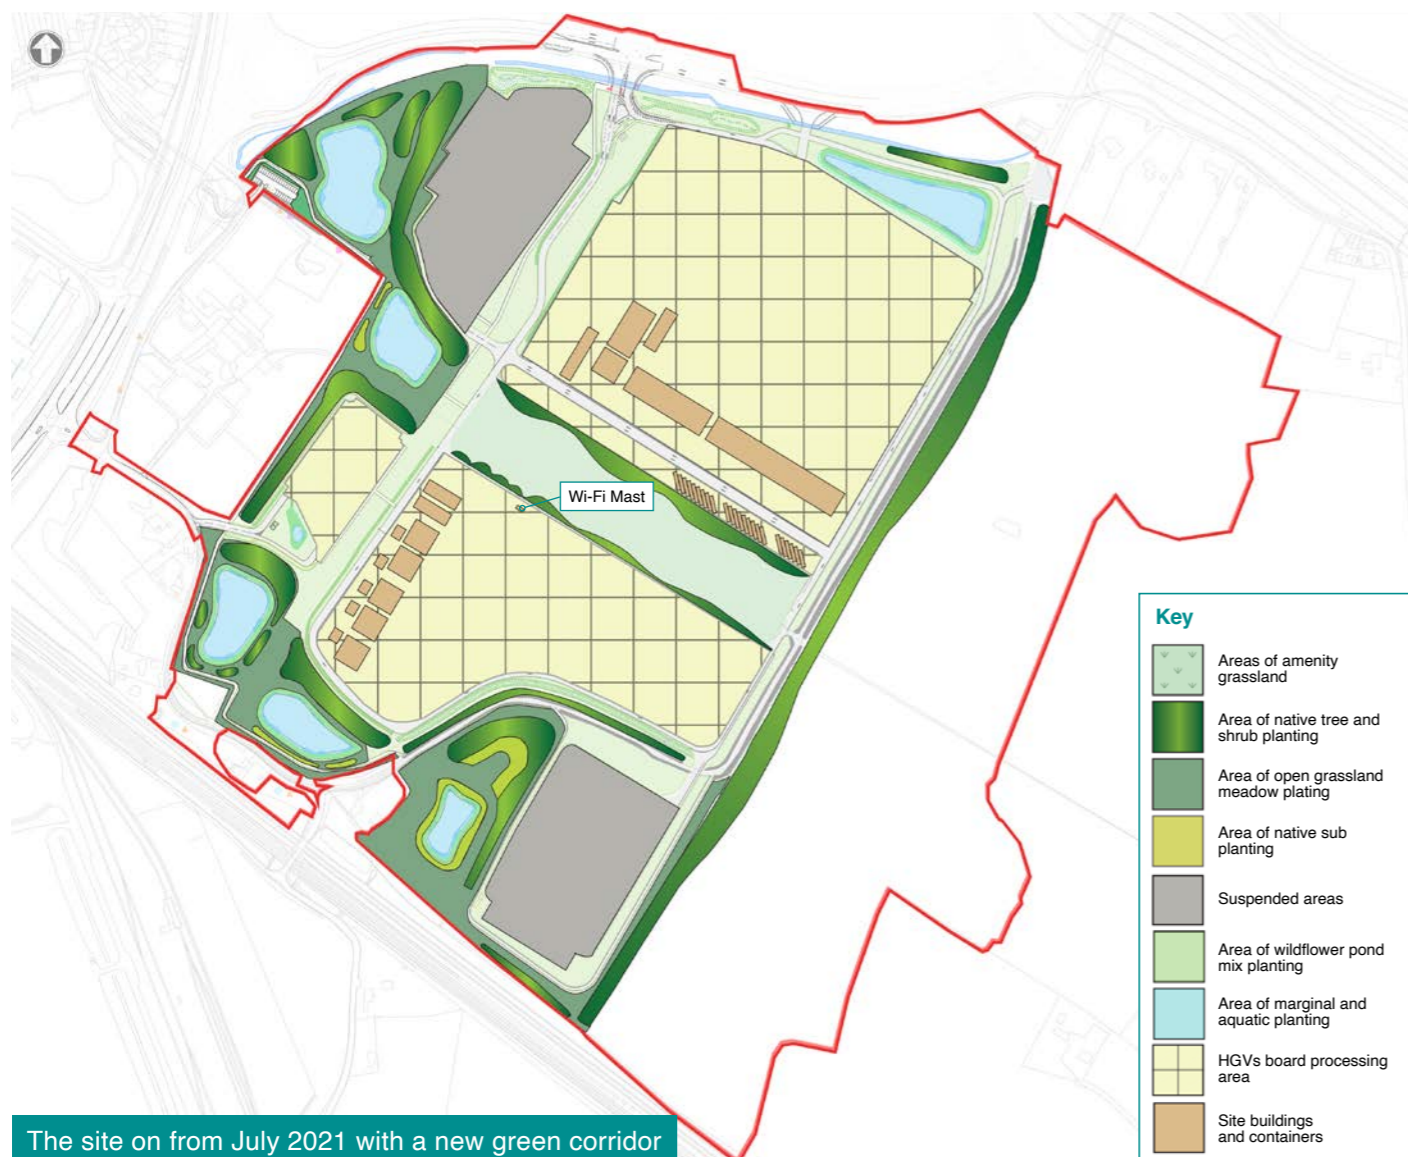 Wi-Fi Mast
Key
Areas of amenity
grassland
Area of native tree and
shrub planting
Area of open grassland
meadow plating
Area of native sub
planting
Suspended areas
Area of wildflower pond
mix planting
Area of marginal and
aquatic planting
HGVs board processing
area
Site buildings
and containers
The site on from July 2021 with a new green corridor